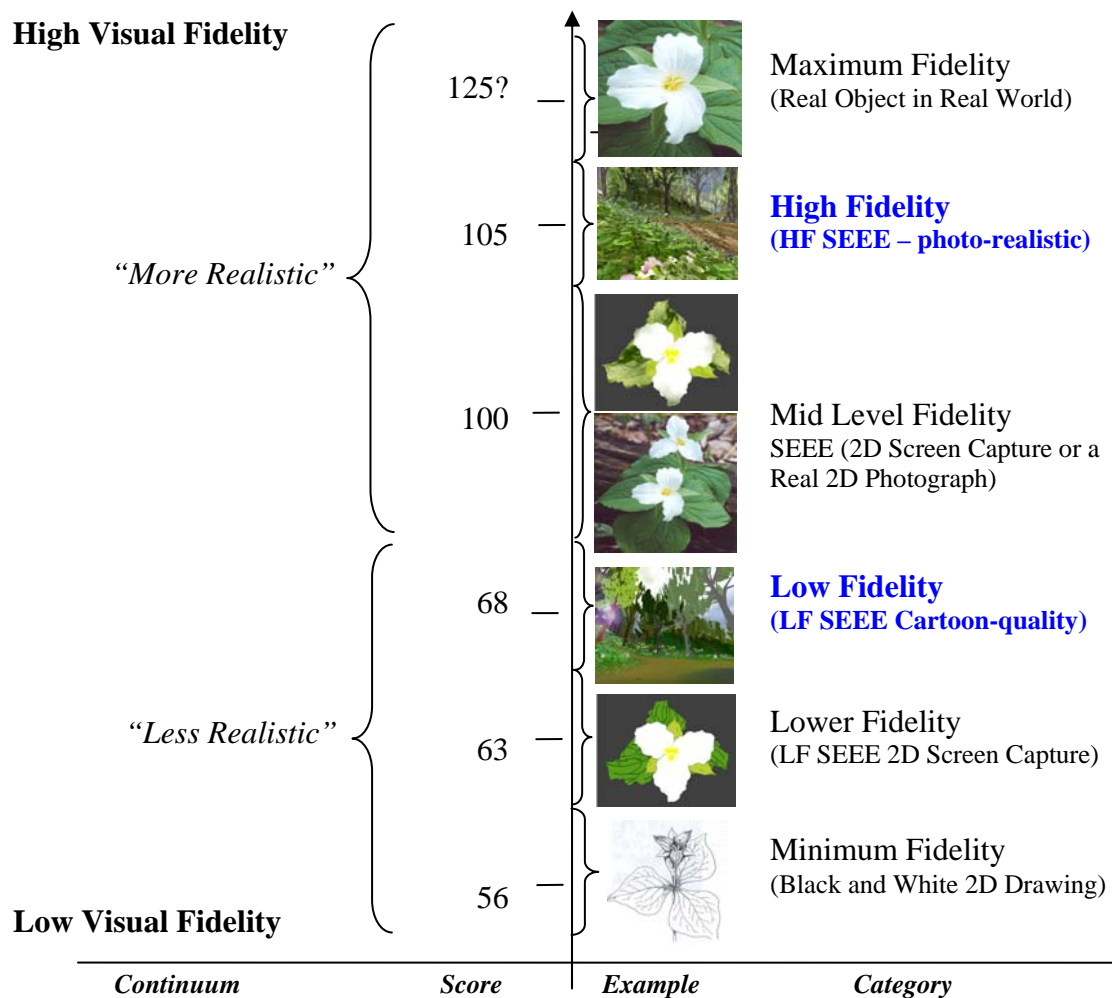 High Visual Fidelity
125?
Maximum Fidelity
(Real Object in Real World)
105
High Fidelity
(HF SEEE – photo-realistic)
“More Realistic”
100
Mid Level Fidelity
SEEE (2D Screen Capture or a
Real 2D Photograph)
68
Low Fidelity
(LF SEEE Cartoon-quality)
“Less Realistic”
63
Lower Fidelity
(LF SEEE 2D Screen Capture)
56
Minimum Fidelity
(Black and White 2D Drawing)
Low Visual Fidelity
Continuum
Score
Example
Category